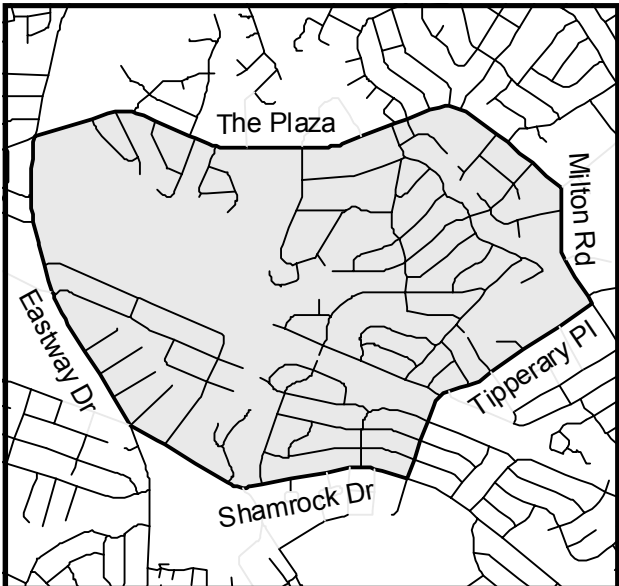 The Plaza
Milton Rd
Eastway Dr
Tipperary Pl
Shamrock Dr